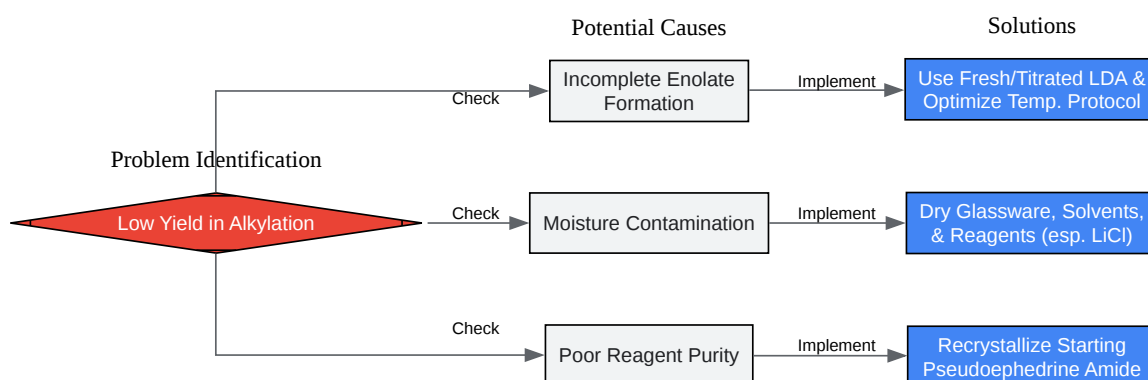 Potential Causes
Solutions
Incomplete Enolate
Formation
Implement
Use Fresh/Titrated LDA &
Optimize Temp. Protocol
Check
Problem Identification
Low Yield in Alkylation
Check
Moisture Contamination
Implement
Dry Glassware, Solvents,
& Reagents (esp. LiCl)
Check
Poor Reagent Purity
Implement
Recrystallize Starting
Pseudoephedrine Amide